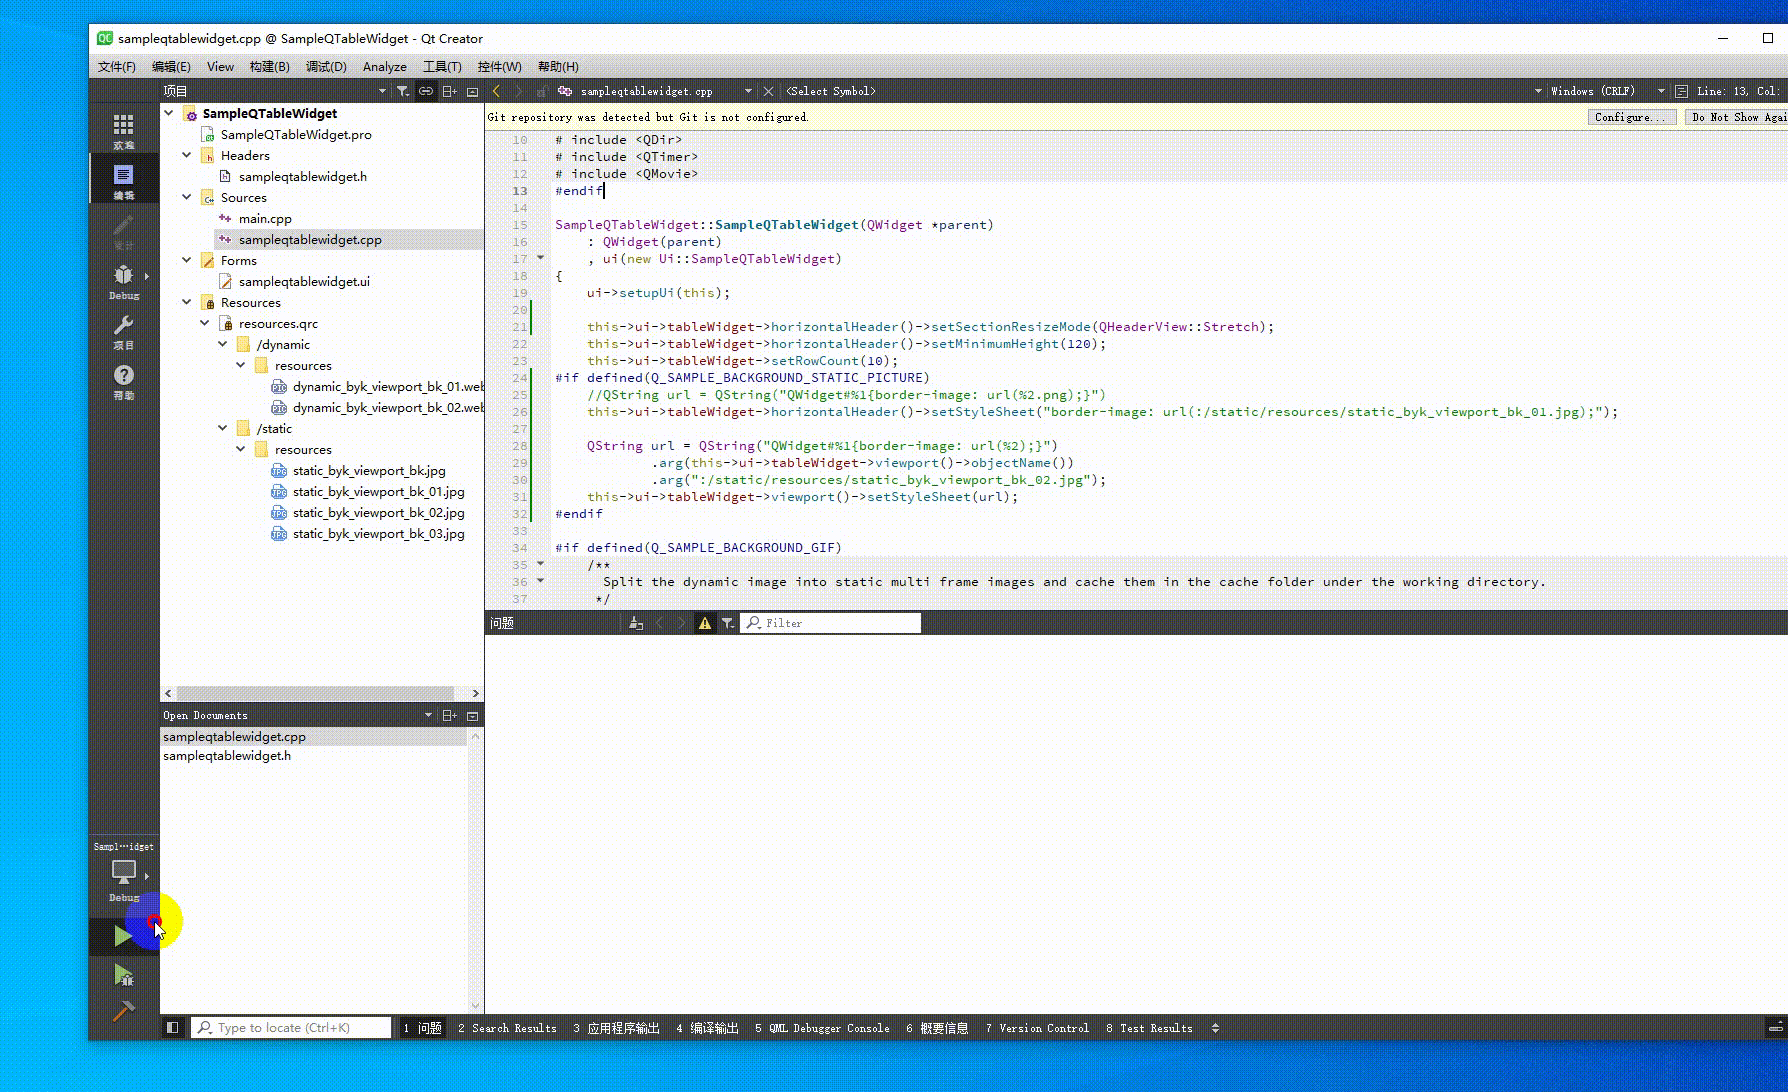 sampleqtablewidget.cpp @ SampleQTableWidget - Qt Creator
文件(F) 编辑(E) View 构建(B) 调试(D) Analyze 工具(T) 控件(W) 帮助(H)
项目
sampleqtablewidget.cpp
<Select Symbol>
Windows (CRLF)
Line: 13, Col:
欢迎
编辑
设计
Debug
项目
帮助
SampleQTableWidget
SampleQTableWidget.pro
Headers
sampleqtablewidget.h
Sources
main.cpp
sampleqtablewidget.cpp
Forms
sampleqtablewidget.ui
Resources
resources.qrc
/dynamic
resources
dynamic_byk_viewport_bk_01.web
dynamic_byk_viewport_bk_02.web
/static
resources
static_byk_viewport_bk.jpg
static_byk_viewport_bk_01.jpg
static_byk_viewport_bk_02.jpg
static_byk_viewport_bk_03.jpg
Open Documents
sampleqtablewidget.cpp
sampleqtablewidget.h
Sampl···idget
Debug
Git repository was detected but Git is not configured.
Configure...
Do Not Show Agai
10 # include <QDir>
11 # include <QTimer>
12 # include <QMovie>
13 #endif
14
15 SampleQTableWidget::SampleQTableWidget(QWidget *parent)
16     : QWidget(parent)
17     , ui(new Ui::SampleQTableWidget)
18 {
19     ui->setupUi(this);
20
21     this->ui->tableWidget->horizontalHeader()->setSectionResizeMode(QHeaderView::Stretch);
22     this->ui->tableWidget->horizontalHeader()->setMinimumHeight(120);
23     this->ui->tableWidget->setRowCount(10);
24 #if defined(Q_SAMPLE_BACKGROUND_STATIC_PICTURE)
25     //QString url = QString("QWidget#%1{border-image: url(%2.png);}")
26     this->ui->tableWidget->horizontalHeader()->setStyleSheet("border-image: url(:/static/resources/static_byk_viewport_bk_01.jpg);");
27
28     QString url = QString("QWidget#%1{border-image: url(%2);}")
29             .arg(this->ui->tableWidget->viewport()->objectName())
30             .arg(":/static/resources/static_byk_viewport_bk_02.jpg");
31     this->ui->tableWidget->viewport()->setStyleSheet(url);
32 #endif
33
34 #if defined(Q_SAMPLE_BACKGROUND_GIF)
35     /**
36       Split the dynamic image into static multi frame images and cache them in the cache folder under the working directory.
37      */
问题
Filter
Type to locate (Ctrl+K)
1 问题 2 Search Results 3 应用程序输出 4 编译输出 5 QML Debugger Console 6 概要信息 7 Version Control 8 Test Results